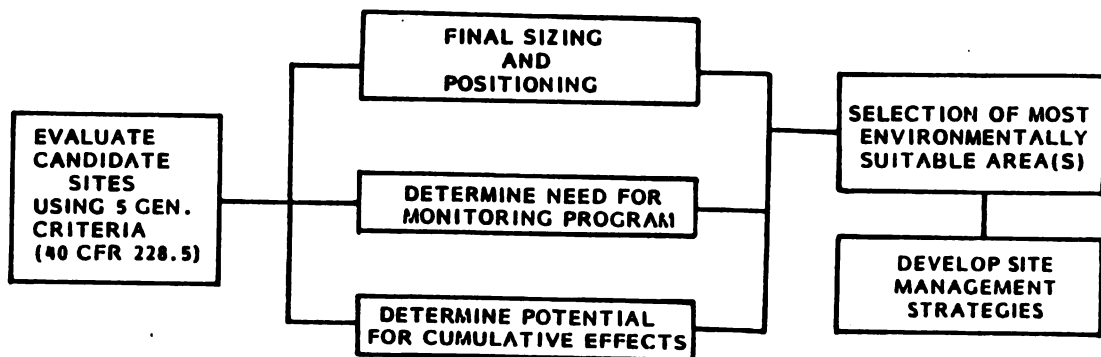 EVALUATE
CANDIDATE
SITES
USING 5 GEN.
CRITERIA
(40 CFR 228.5)
FINAL SIZING
AND
POSITIONING
DETERMINE NEED FOR
MONITORING PROGRAM
DETERMINE POTENTIAL
FOR CUMULATIVE EFFECTS
SELECTION OF MOST
ENVIRONMENTALLY
SUITABLE AREA(S)
DEVELOP SITE
MANAGEMENT
STRATEGIES